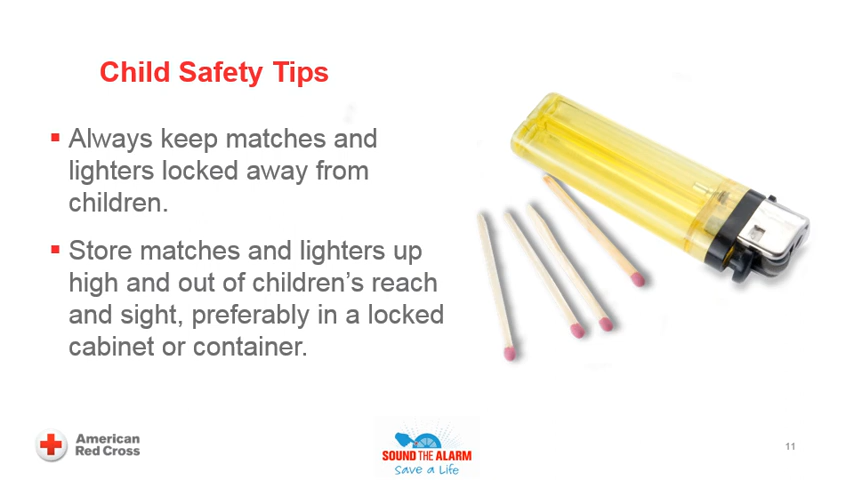 Child Safety Tips
▪ Always keep matches and
lighters locked away from
children.
▪ Store matches and lighters up
high and out of children’s reach
and sight, preferably in a locked
cabinet or container.
American
Red Cross
SOUND THE ALARM
Save a Life
11